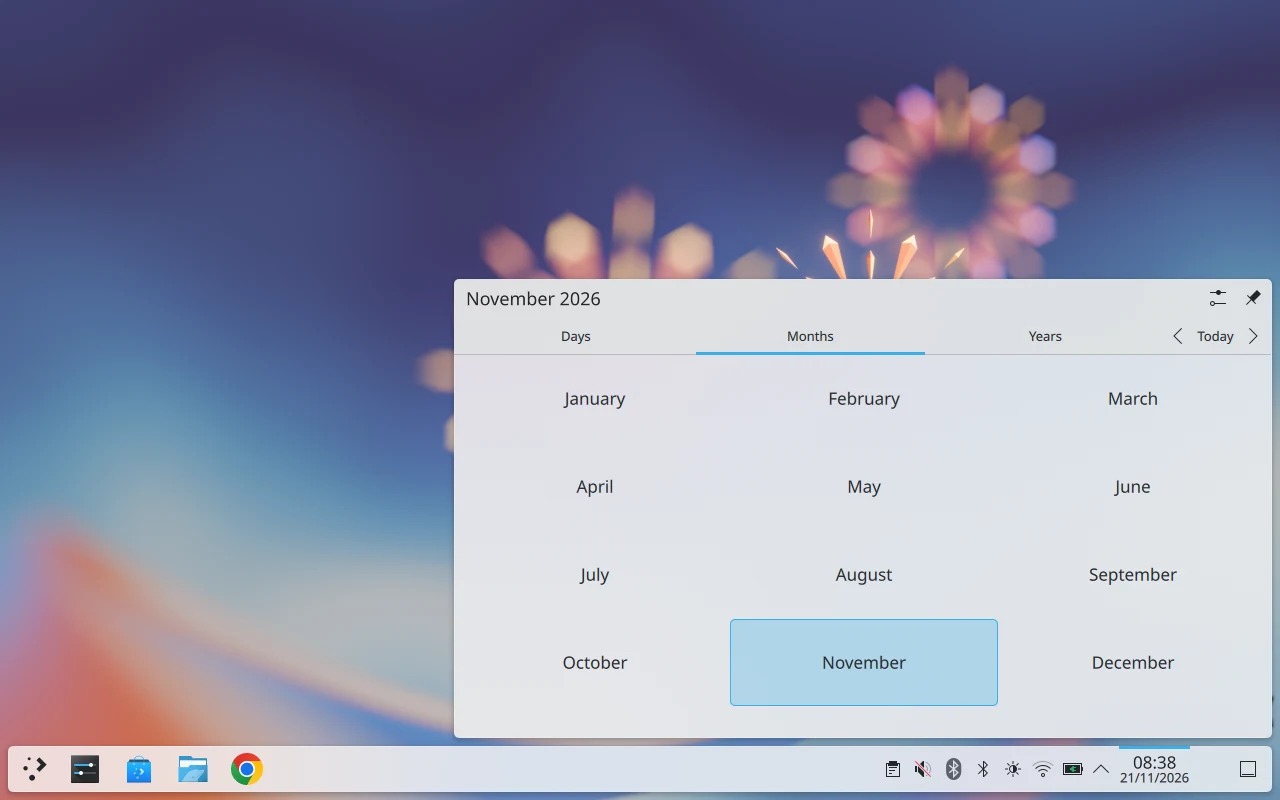 November 2026
Days Months Years Today
January February March
April May June
July August September
October November December
08:38
21/11/2026